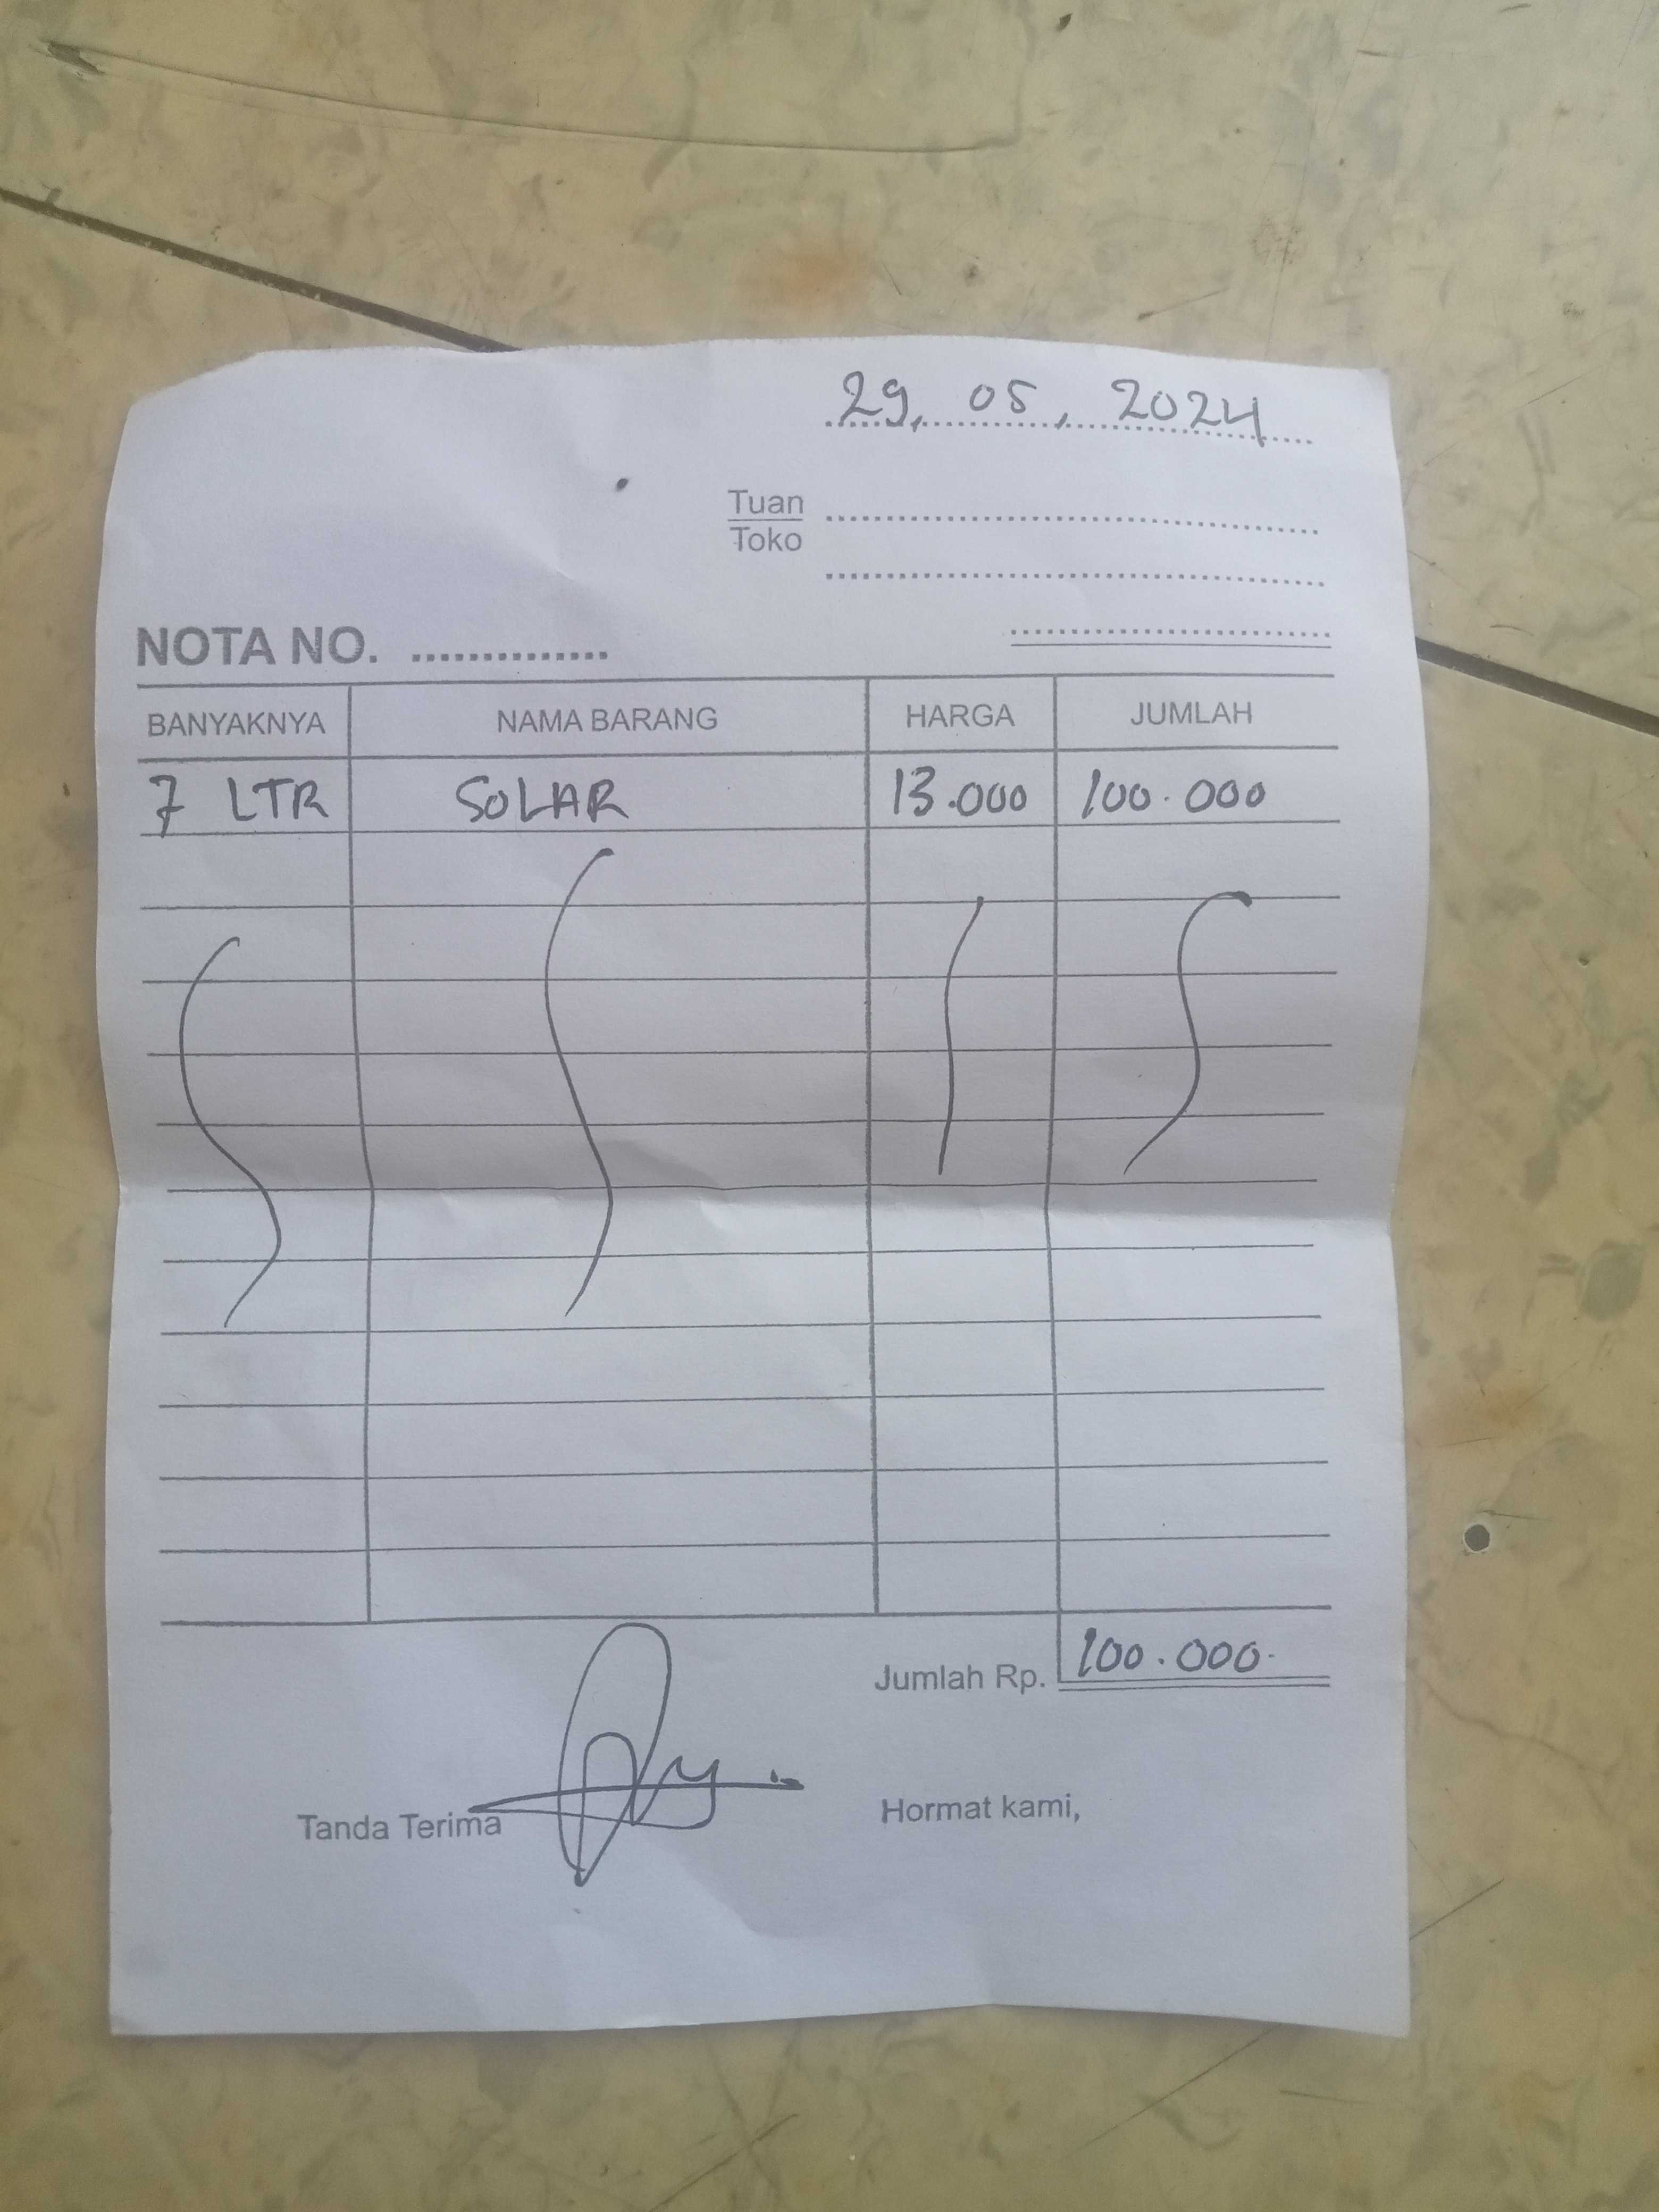 29, 05, 2024
Tuan
Toko
NOTA NO. ..............
BANYAKNYA NAMA BARANG HARGA JUMLAH
7 LTR SOLAR 13.000 100.000
Jumlah Rp. 100.000
Tanda Terima Hormat kami,